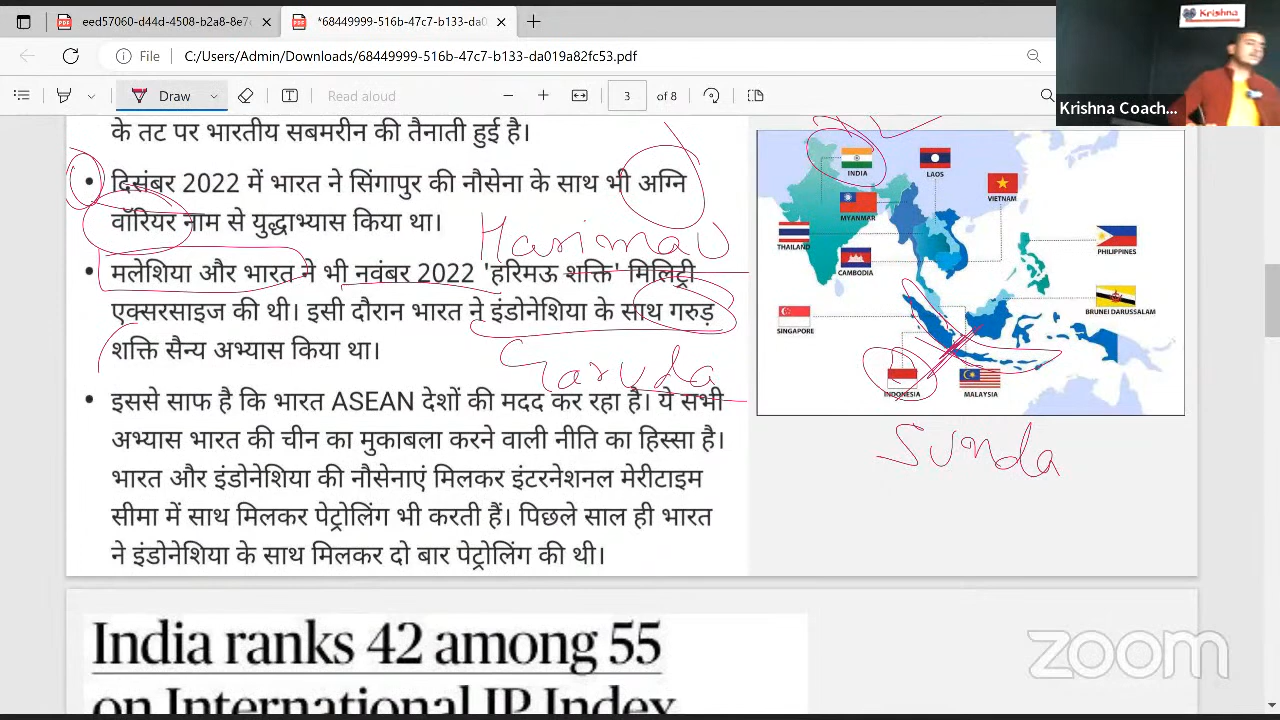 eed57060-d44d-4508-b2a8-8e7
*68449999-516b-47c7-b133-da0
Krishna
File
C:/Users/Admin/Downloads/68449999-516b-47c7-b133-da019a82fc53.pdf
Draw
Read aloud
3 of 8
Krishna Coach...
के तट पर भारतीय सबमरीन की तैनाती हुई है।
• दिसंबर 2022 में भारत ने सिंगापुर की नौसेना के साथ भी अग्नि
वॉरियर नाम से युद्धाभ्यास किया था।
Harimau
• मलेशिया और भारत ने भी नवंबर 2022 'हरिमऊ शक्ति' मिलिट्री
एक्सरसाइज की थी। इसी दौरान भारत ने इंडोनेशिया के साथ गरुड़
शक्ति सैन्य अभ्यास किया था।
Garuda
• इससे साफ है कि भारत ASEAN देशों की मदद कर रहा है। ये सभी
अभ्यास भारत की चीन का मुकाबला करने वाली नीति का हिस्सा है।
भारत और इंडोनेशिया की नौसेनाएं मिलकर इंटरनेशनल मेरीटाइम
सीमा में साथ मिलकर पेट्रोलिंग भी करती हैं। पिछले साल ही भारत
ने इंडोनेशिया के साथ मिलकर दो बार पेट्रोलिंग की थी।
INDIA
LAOS
VIETNAM
MYANMAR
THAILAND
CAMBODIA
PHILIPPINES
BRUNEI DARUSSALAM
SINGAPORE
INDONESIA
MALAYSIA
Sunda
India ranks 42 among 55
on International IP Index
zoom